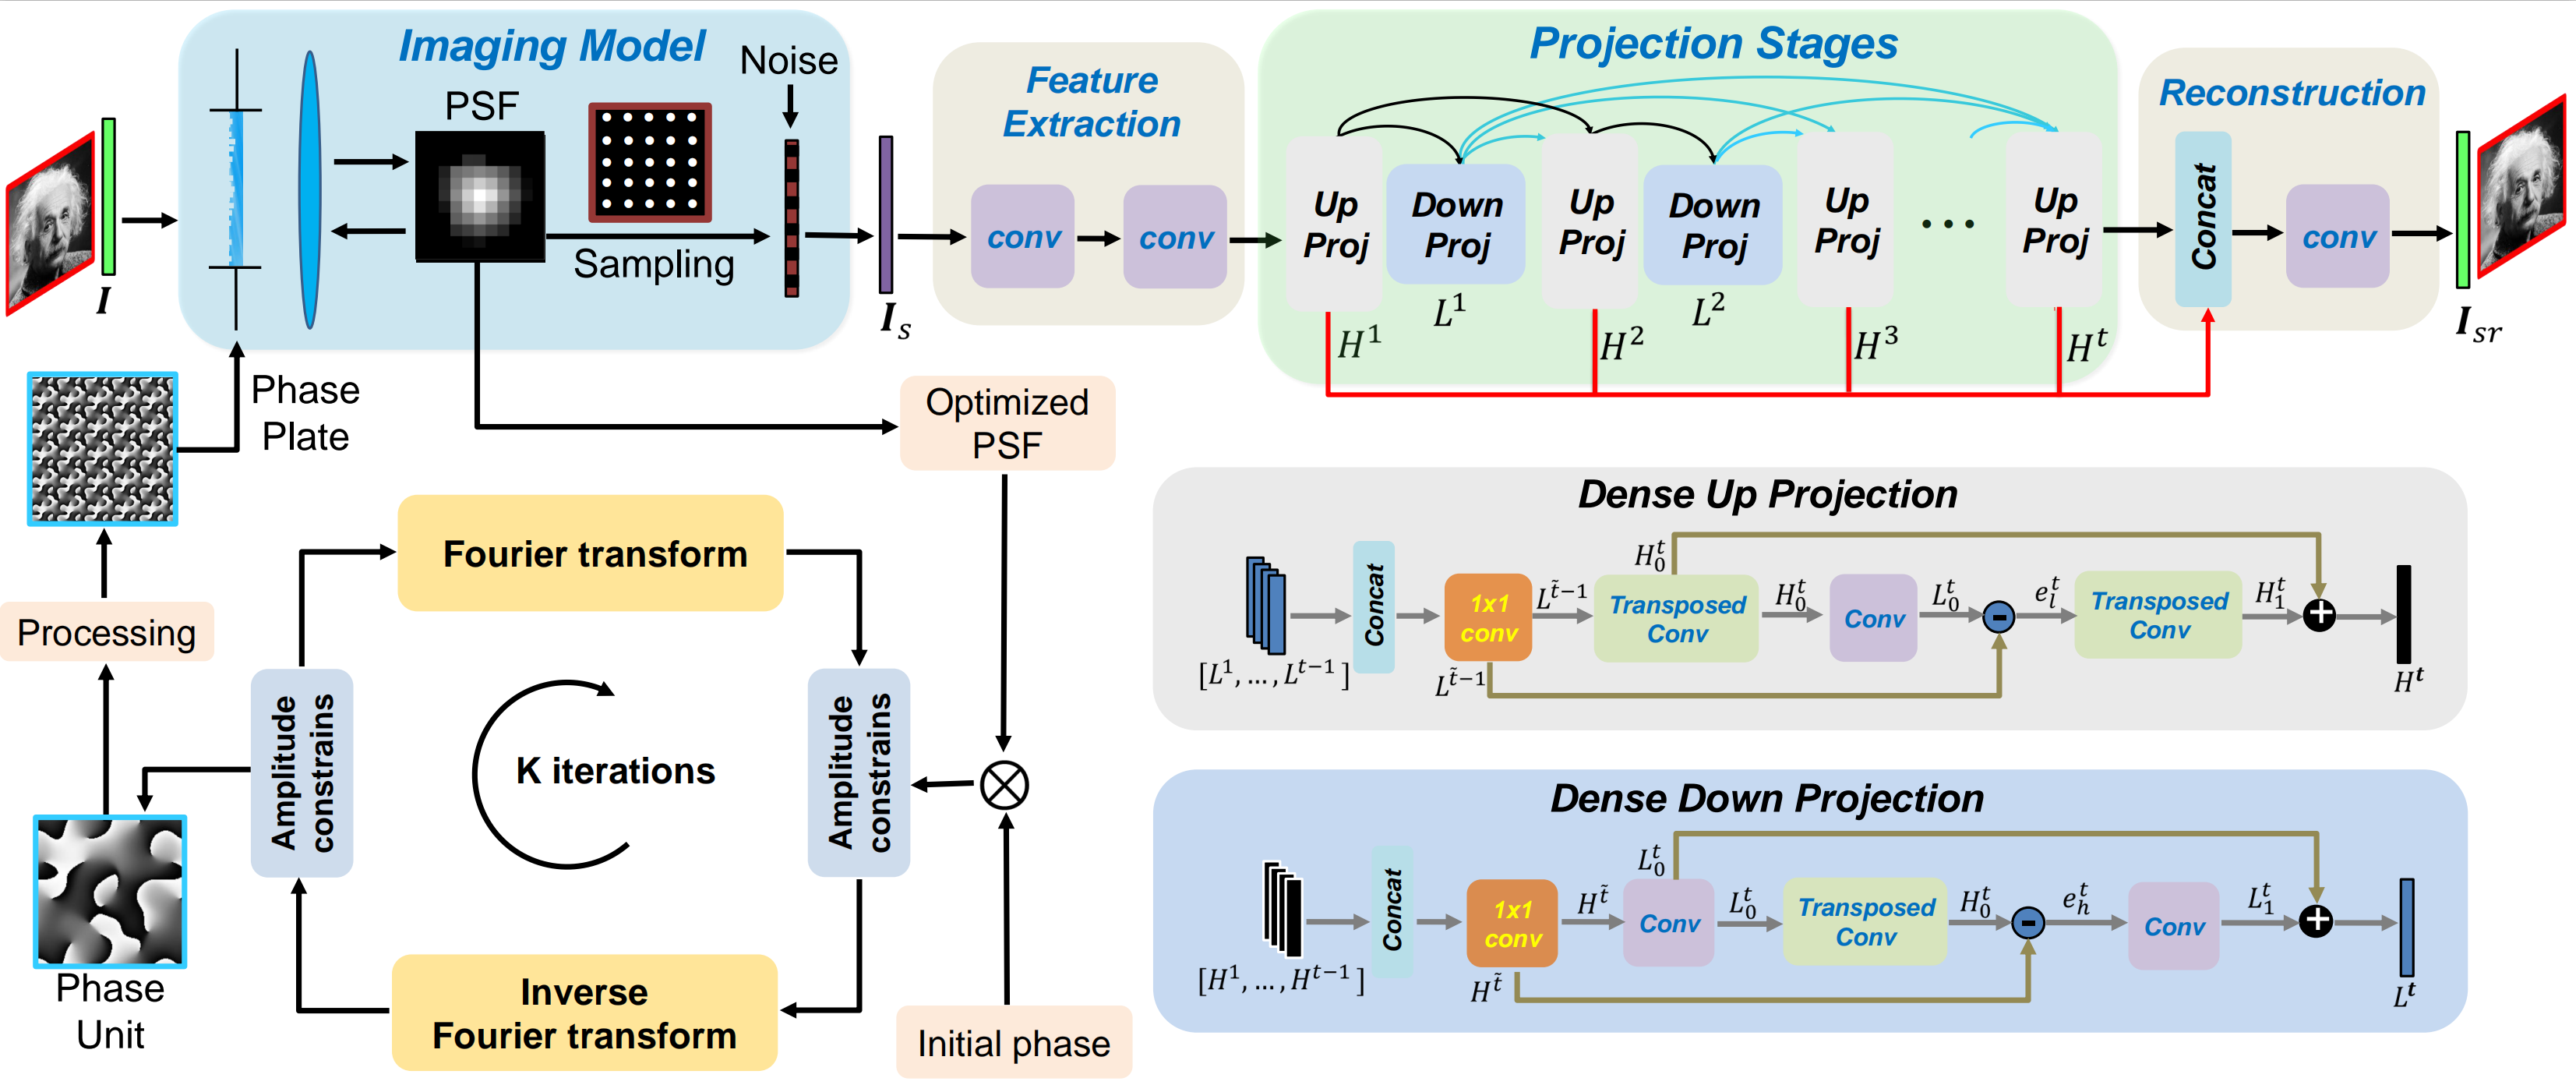 Imaging Model
Noise
PSF
Sampling
I
I_s
Phase
Plate
Feature
Extraction
conv
conv
Projection Stages
Up
Proj
Down
Proj
Up
Proj
Down
Proj
Up
Proj
...
Up
Proj
H^1
L^1
H^2
L^2
H^3
H^t
Reconstruction
Concat
conv
I_{sr}
Optimized
PSF
Processing
Phase
Unit
Fourier transform
Amplitude
constrains
K iterations
Amplitude
constrains
Inverse
Fourier transform
Initial phase
Dense Up Projection
[L^1, ..., L^{t-1}]
Concat
1x1
conv
L^{\tilde{t}-1}
L^{\tilde{t}-1}
Transposed
Conv
H_0^t
H_0^t
Conv
L_0^t
-
e_l^t
Transposed
Conv
H_1^t
+
H^t
Dense Down Projection
[H^1, ..., H^{t-1}]
Concat
1x1
conv
H^{\tilde{t}}
H^{\tilde{t}}
Conv
L_0^t
L_0^t
Transposed
Conv
H_0^t
-
e_h^t
Conv
L_1^t
+
L^t